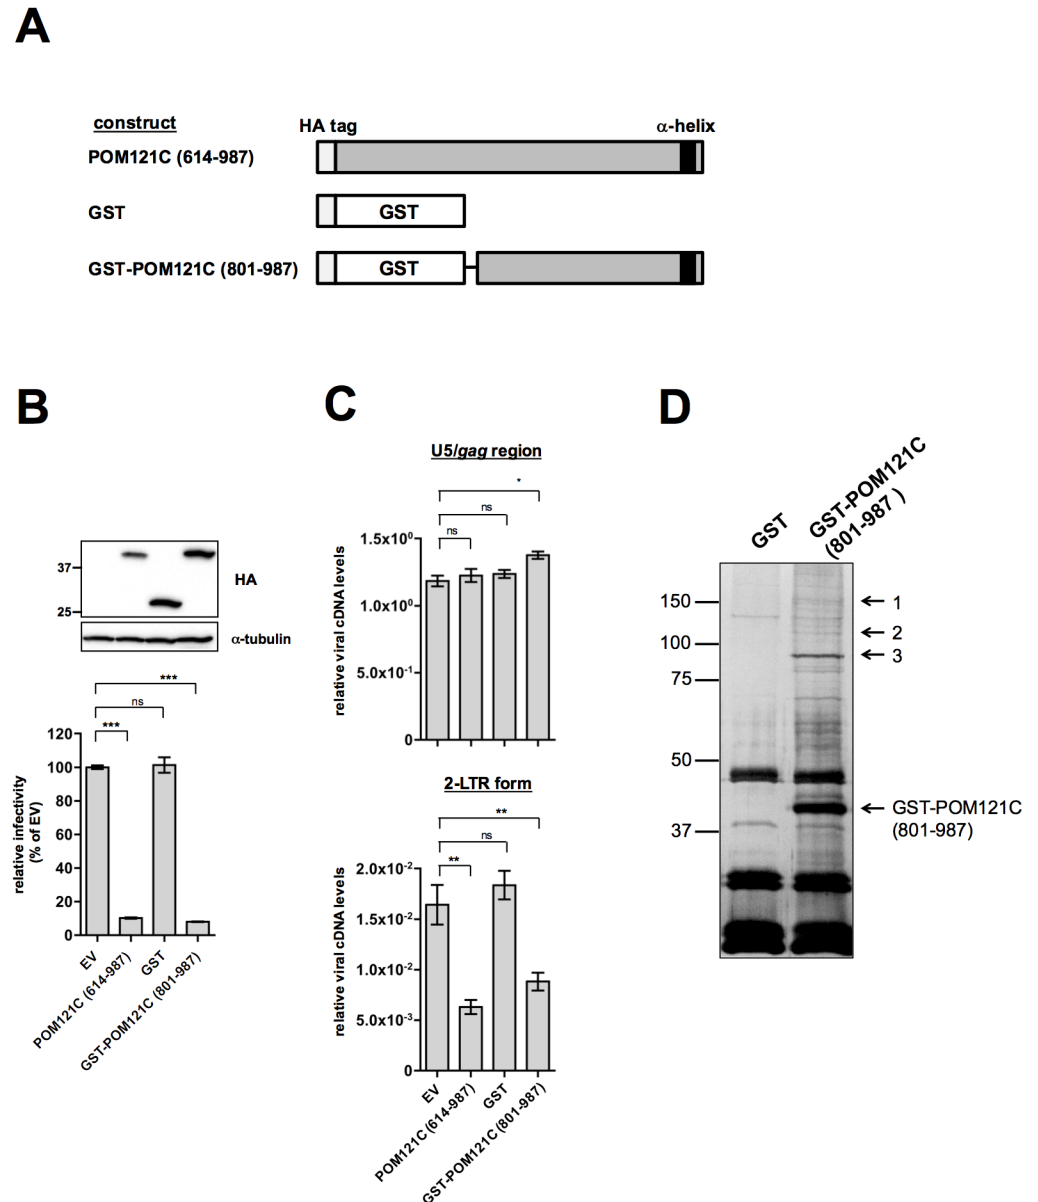 A
construct
HA tag
α-helix
POM121C (614-987)
GST
GST
GST-POM121C (801-987)
GST
B
37
25
HA
α-tubulin
***
ns
***
relative infectivity
(% of EV)
120
100
80
60
40
20
0
EV
POM121C (614-987)
GST
GST-POM121C (801-987)
C
U5/gag region
*
ns
ns
relative viral cDNA levels
1.5x10⁰
1.0x10⁰
5.0x10⁻¹
0
2-LTR form
**
ns
**
relative viral cDNA levels
2.0x10⁻²
1.5x10⁻²
1.0x10⁻²
5.0x10⁻³
0
EV
POM121C (614-987)
GST
GST-POM121C (801-987)
D
GST
GST-POM121C
(801-987 )
150
100
75
50
37
1
2
3
GST-POM121C
(801-987)